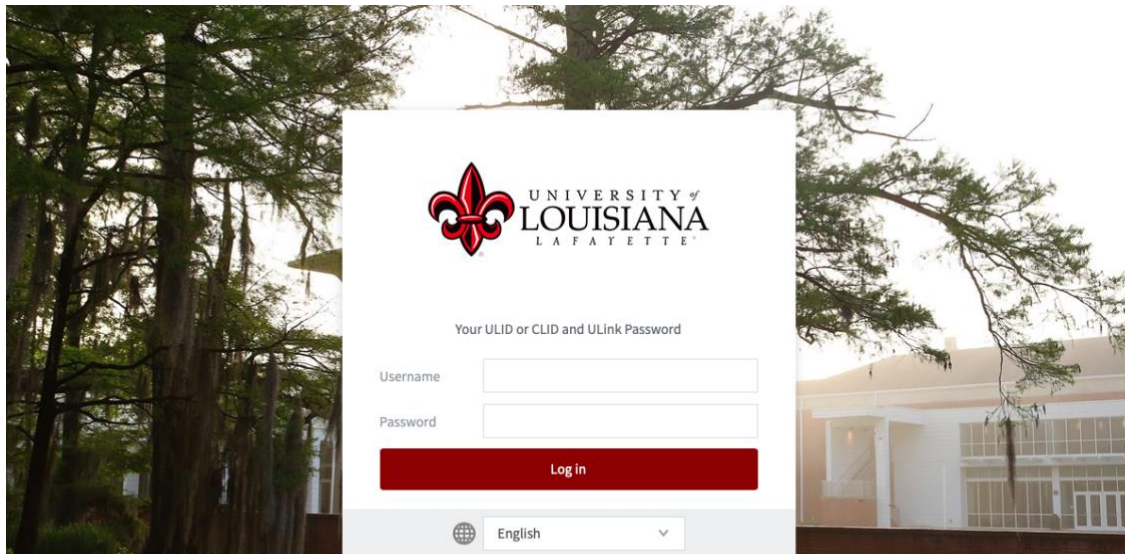 UNIVERSITY of
LOUISIANA
LAFAYETTE
Your ULID or CLID and ULink Password
Username
Password
Log in
English